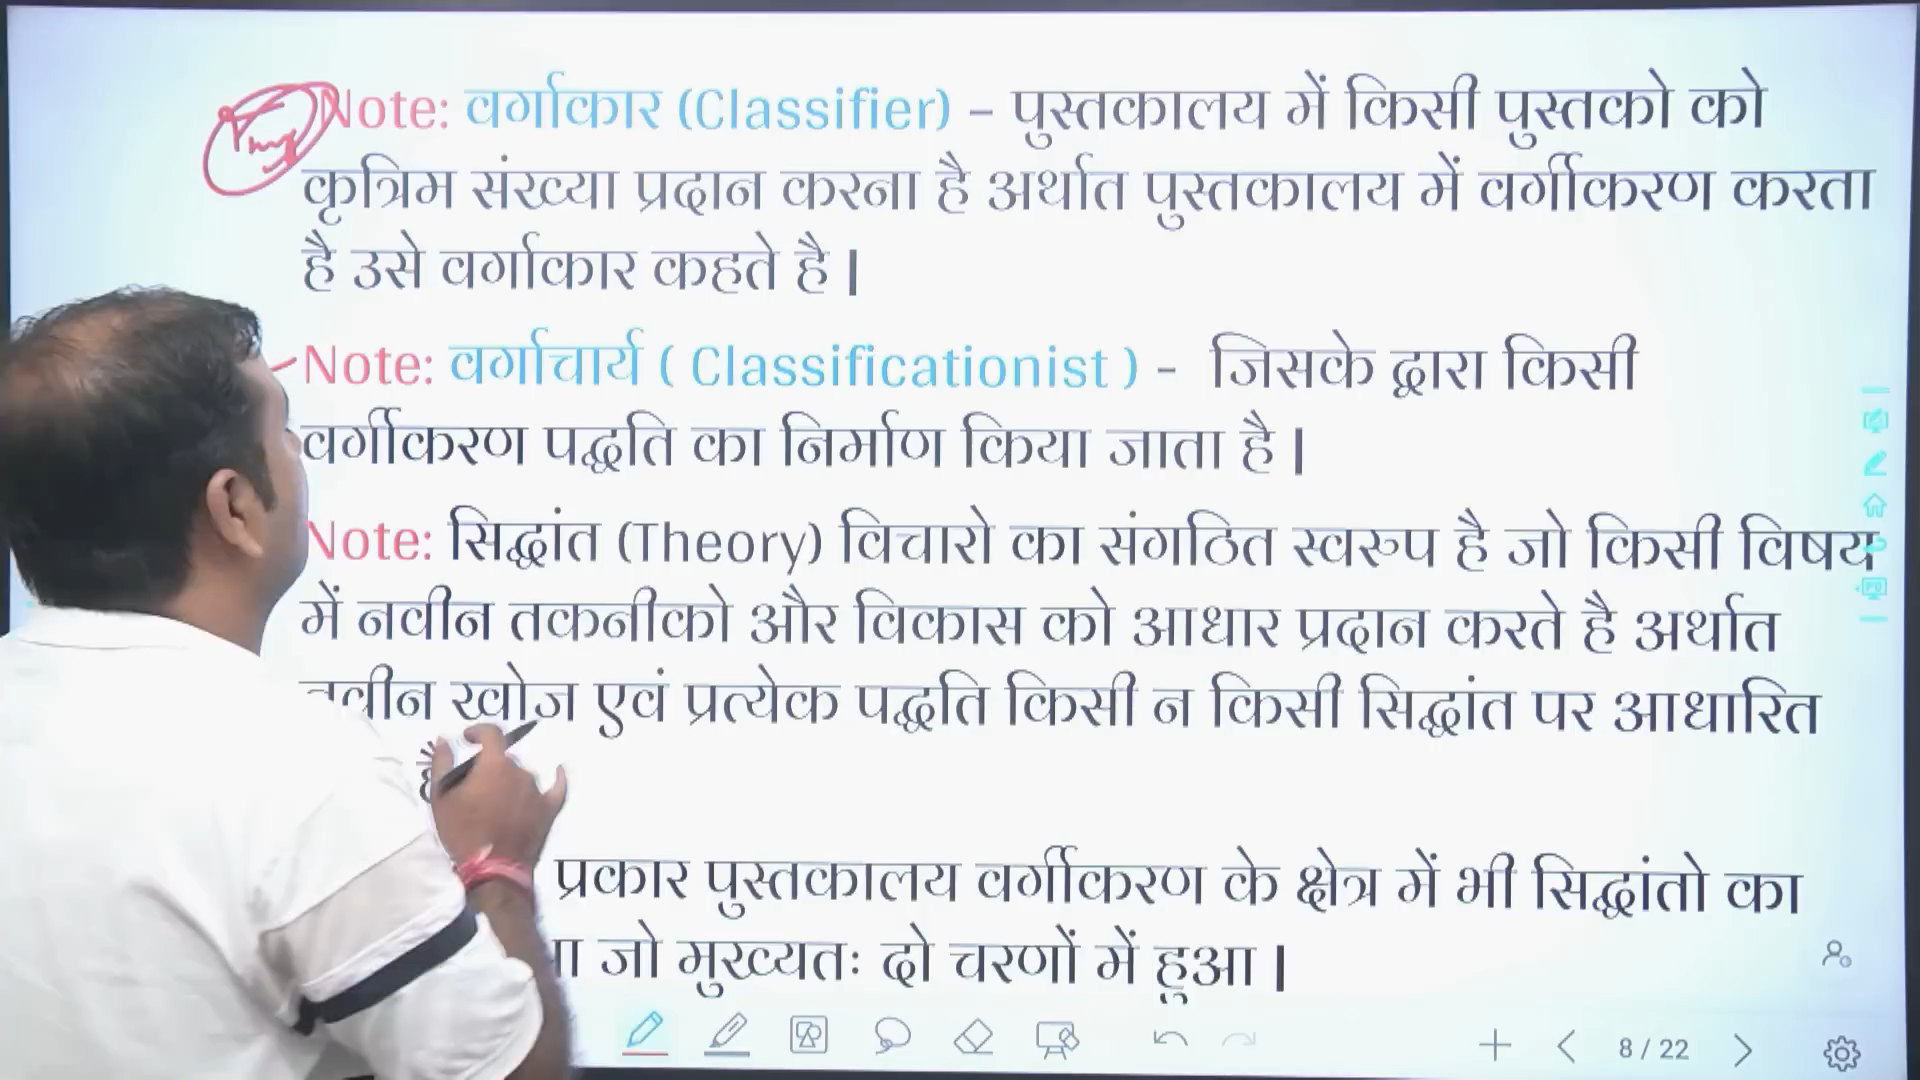 Note: वर्गाकार (Classifier) – पुस्तकालय में किसी पुस्तको को
कृत्रिम संख्या प्रदान करना है अर्थात पुस्तकालय में वर्गीकरण करता
है उसे वर्गाकार कहते है।
Note: वर्गाचार्य ( Classificationist ) - जिसके द्वारा किसी
वर्गीकरण पद्धति का निर्माण किया जाता है।
Note: सिद्धांत (Theory) विचारो का संगठित स्वरुप है जो किसी विषय
में नवीन तकनीको और विकास को आधार प्रदान करते है अर्थात
खोज एवं प्रत्येक पद्धति किसी न किसी सिद्धांत पर आधारित
प्रकार पुस्तकालय वर्गीकरण के क्षेत्र में भी सिद्धांतो का
जो मुख्यतः दो चरणों में हुआ।
8 / 22